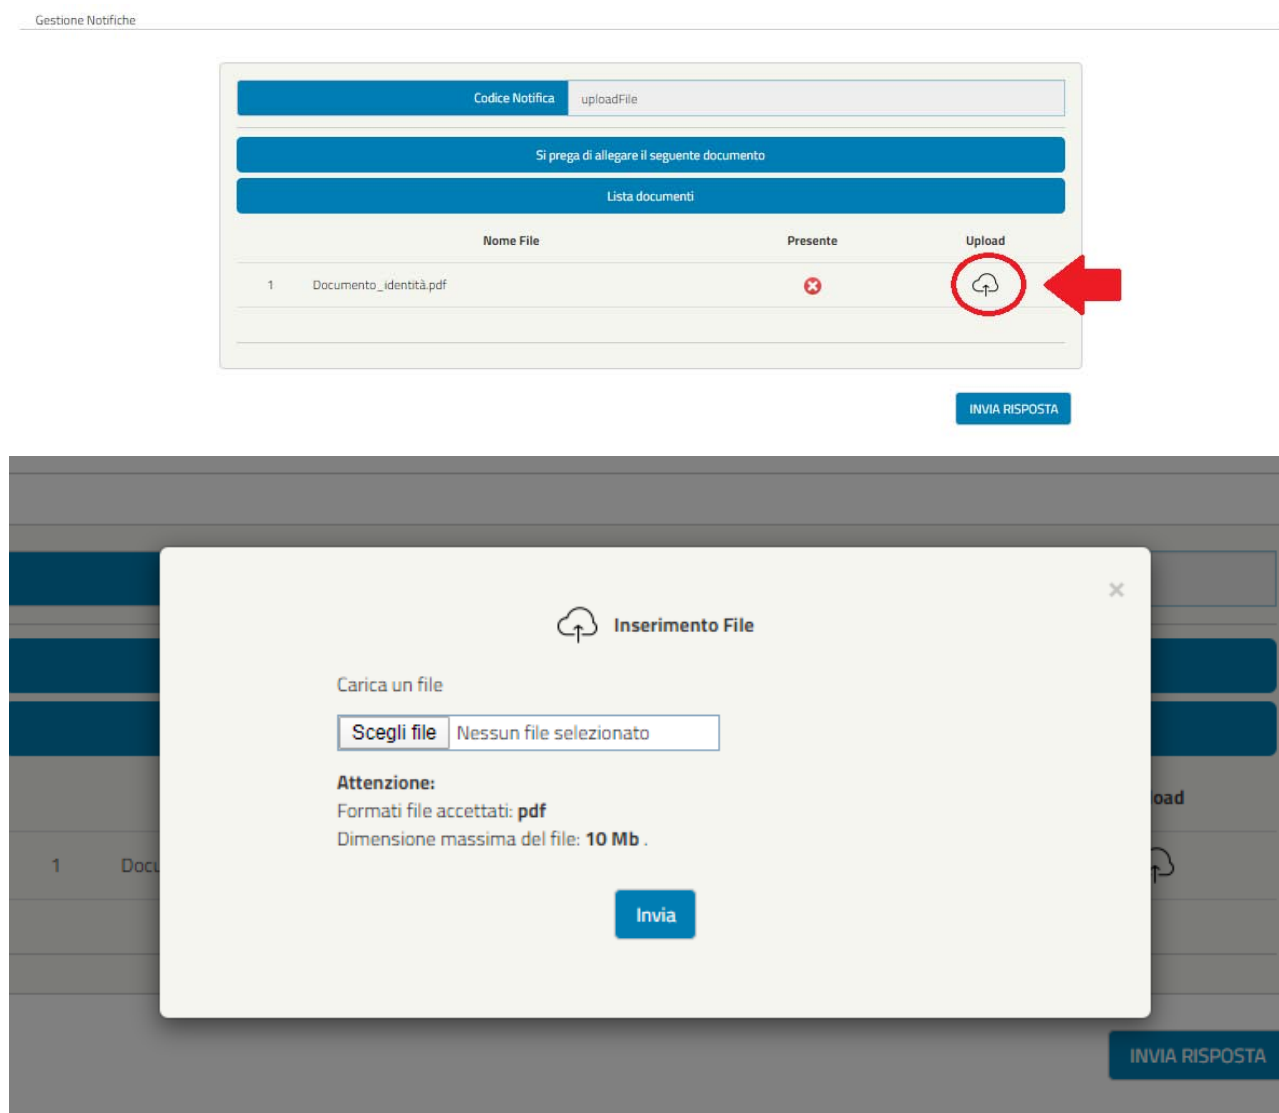 Gestione Notifiche
Codice Notifica uploadFile
Si prega di allegare il seguente documento
Lista documenti
Nome File Presente Upload
1 Documento_identità.pdf
INVIA RISPOSTA
Inserimento File
Carica un file
Scegli file Nessun file selezionato
Attenzione:
Formati file accettati: pdf
oad
Dimensione massima del file: 10 Mb .
1 Docu
Invia
INVIA RISPOSTA